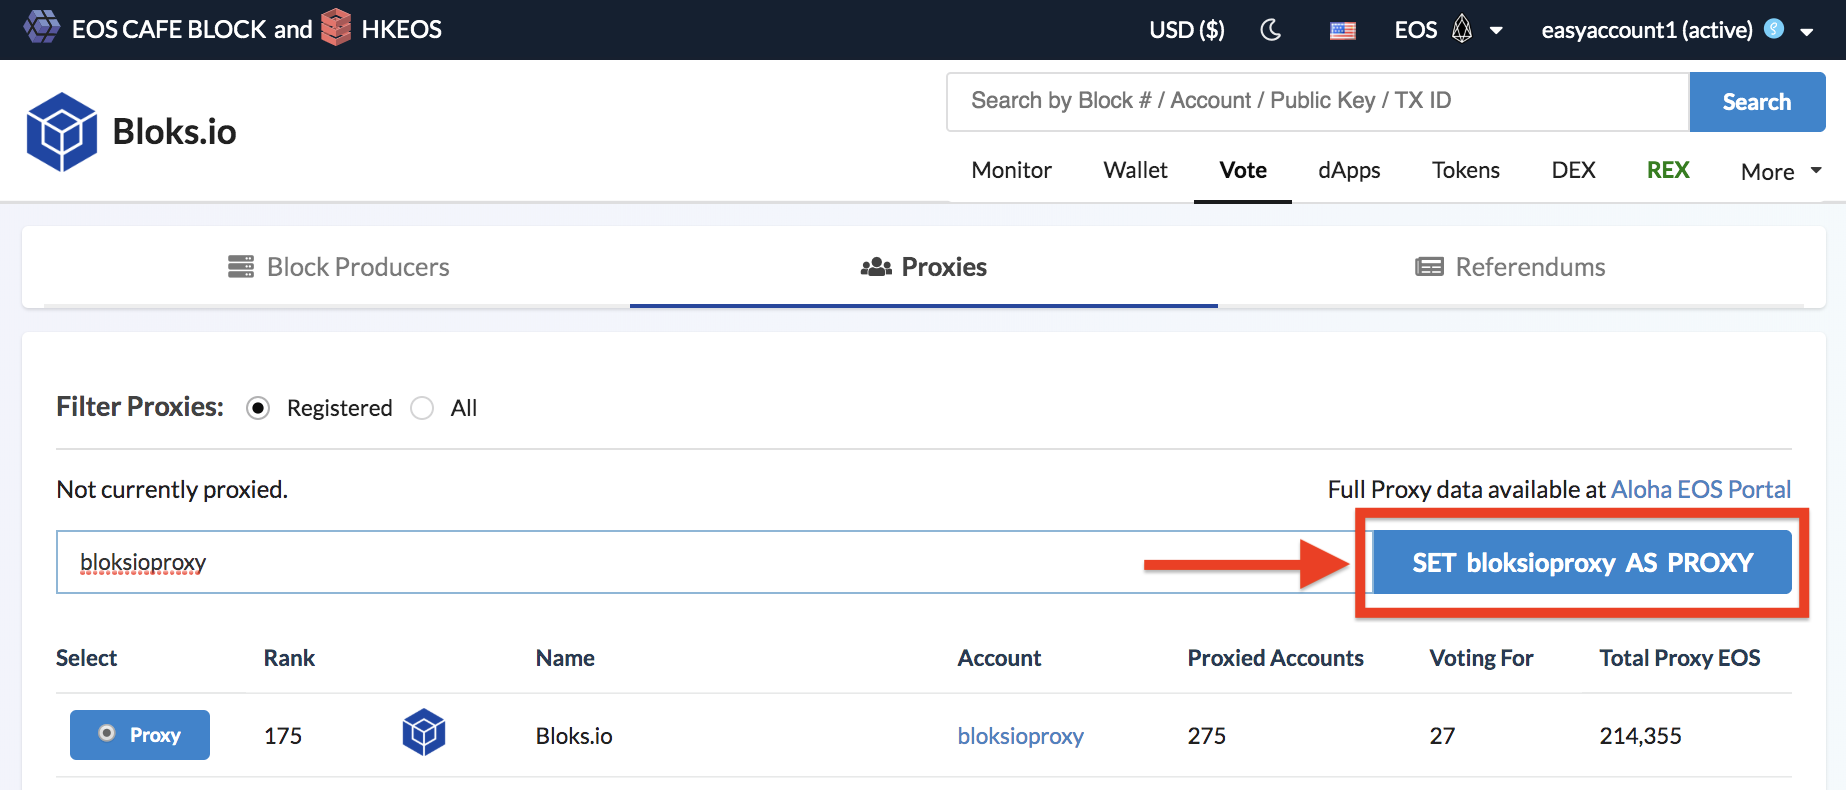 EOS CAFE BLOCK and HKEOS
USD ($) EOS easyaccount1 (active)
Bloks.io
Search by Block # / Account / Public Key / TX ID Search
Monitor Wallet Vote dApps Tokens DEX REX More
Block Producers Proxies Referendums
Filter Proxies: Registered All
Not currently proxied. Full Proxy data available at Aloha EOS Portal
bloksioproxy SET bloksioproxy AS PROXY
Select Rank Name Account Proxied Accounts Voting For Total Proxy EOS
Proxy 175 Bloks.io bloksioproxy 275 27 214,355